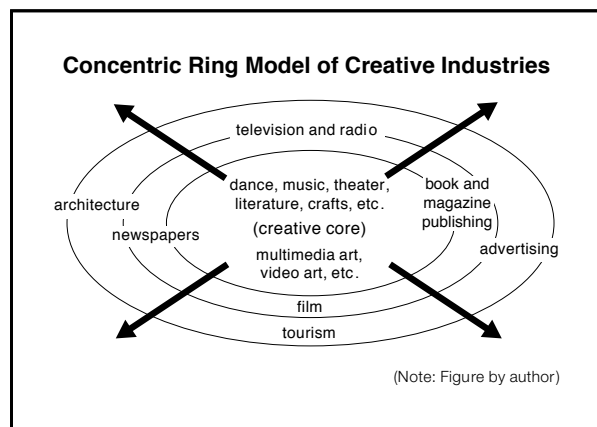 Concentric Ring Model of Creative Industries
television and radio
dance, music, theater,
literature, crafts, etc.
(creative core)
multimedia art,
video art, etc.
book and
magazine
publishing
architecture
newspapers
advertising
film
tourism
(Note: Figure by author)